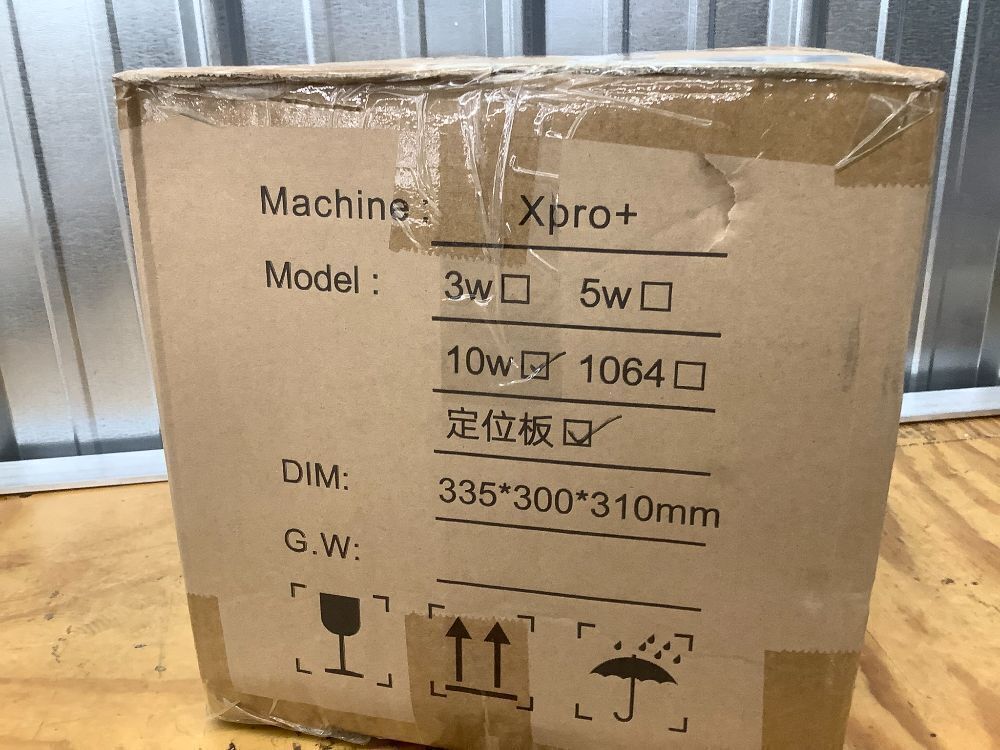 Machine : Xpro+
Model : 3w□ 5w□
10w☑ 1064□
定位板☑
DIM: 335*300*310mm
G.W: